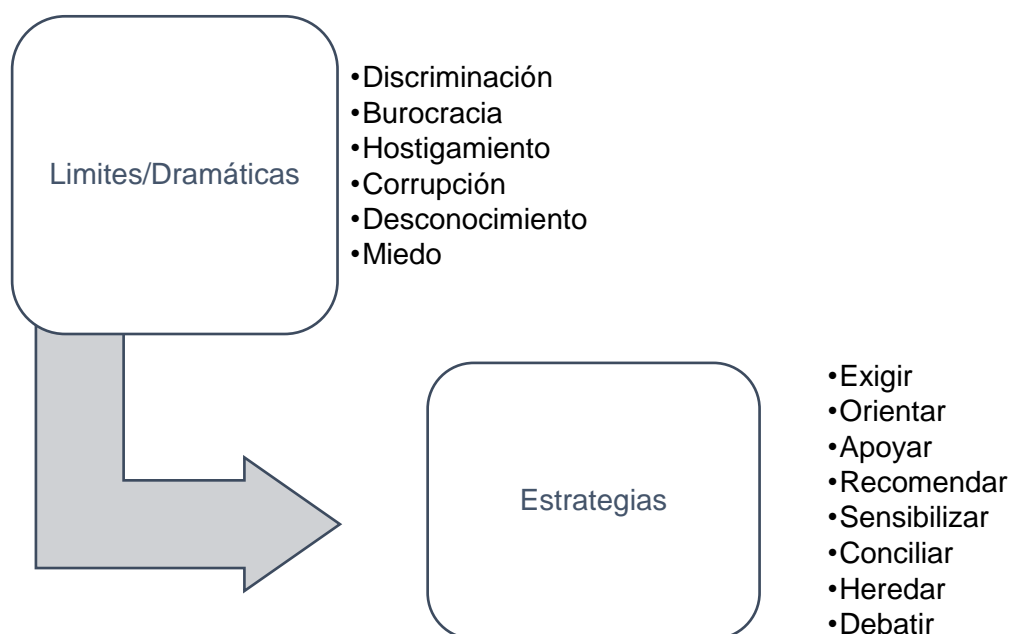 Limites/Dramáticas
•Discriminación
•Burocracia
•Hostigamiento
•Corrupción
•Desconocimiento
•Miedo
Estrategias
•Exigir
•Orientar
•Apoyar
•Recomendar
•Sensibilizar
•Conciliar
•Heredar
•Debatir